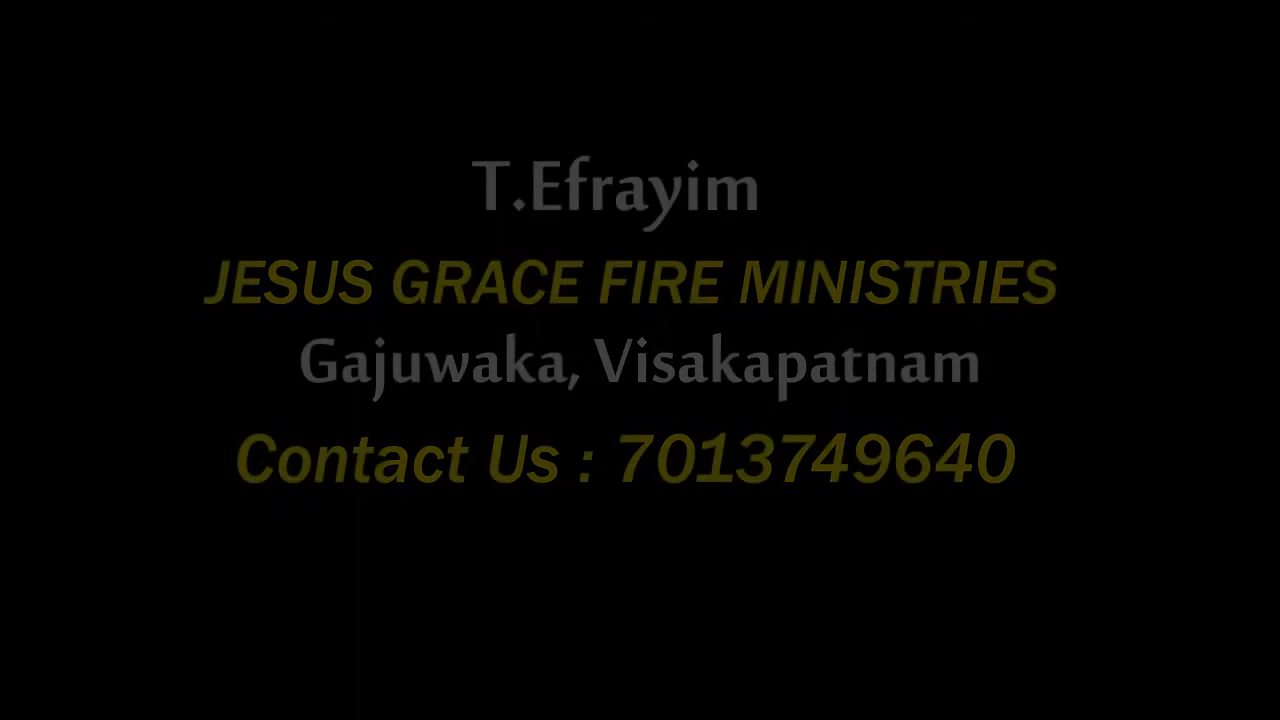 T.Efrayim
JESUS GRACE FIRE MINISTRIES
Gajuwaka, Visakapatnam
Contact Us : 7013749640